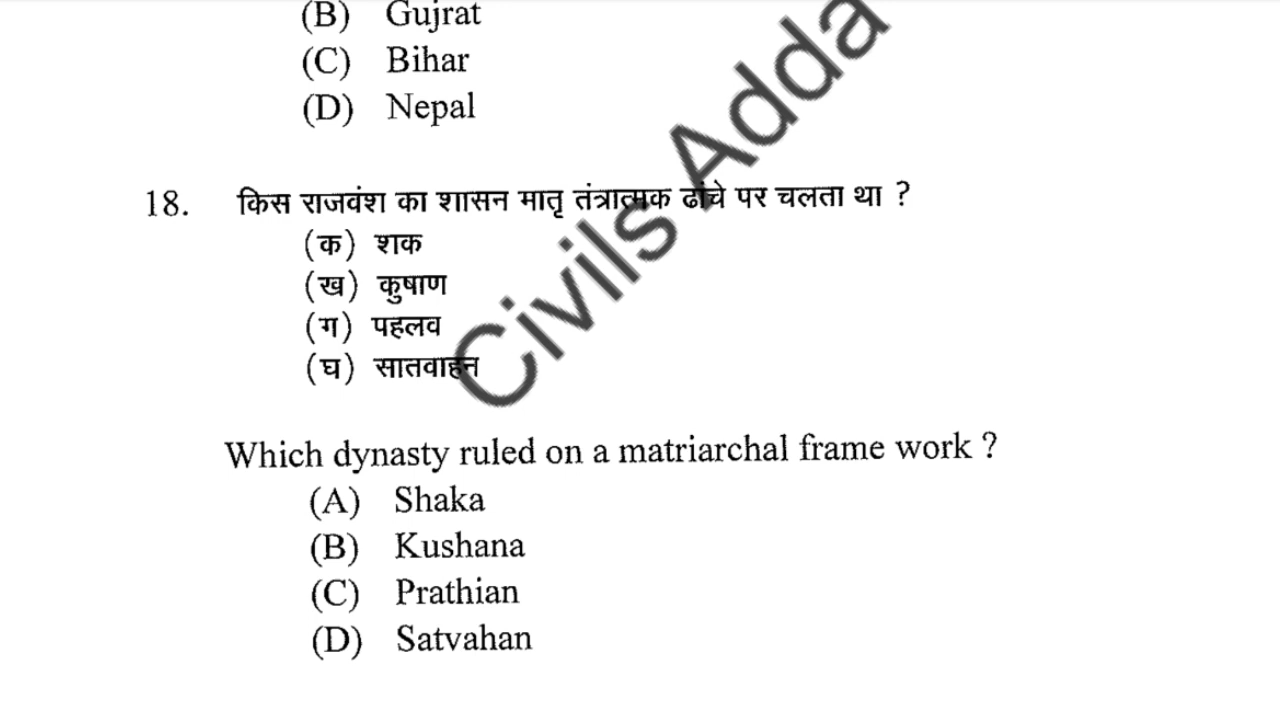 (B) Gujrat
(C) Bihar
(D) Nepal
18. किस राजवंश का शासन मातृ तंत्रात्मक ढांचे पर चलता था ?
(क) शक
(ख) कुषाण
(ग) पहलव
(घ) सातवाहन
Civils Adda
Which dynasty ruled on a matriarchal frame work ?
(A) Shaka
(B) Kushana
(C) Prathian
(D) Satvahan